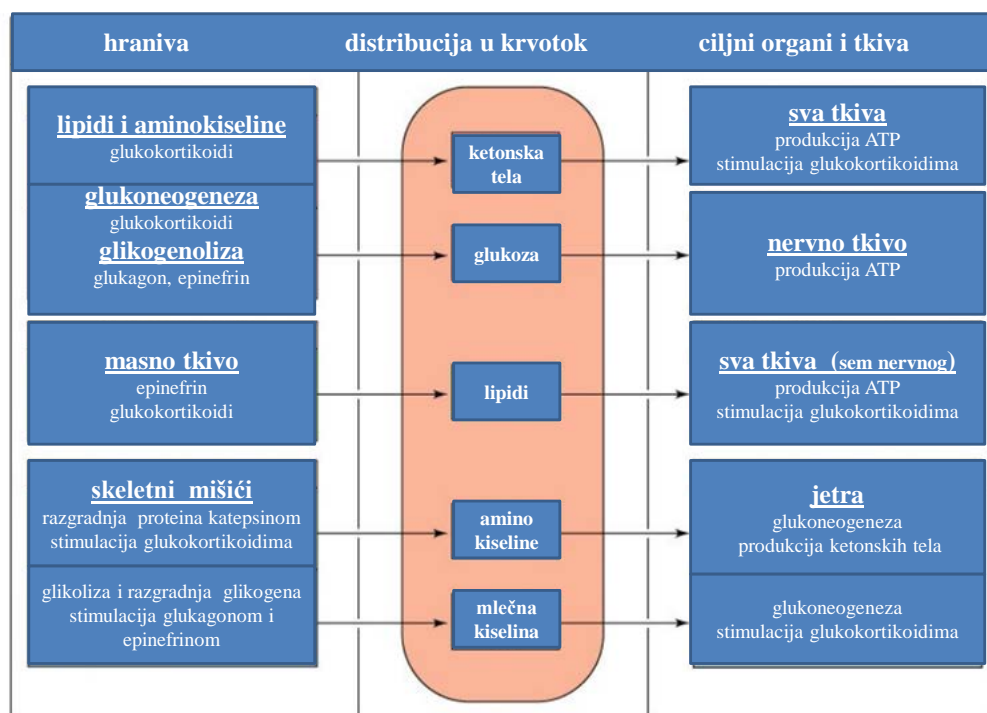 hraniva
distribucija u krvotok
ciljni organi i tkiva
lipidi i aminokiseline
glukokortikoidi
ketonska
tela
sva tkiva
produkcija ATP
stimulacija glukokortikoidima
glukoneogeneza
glukokortikoidi
glikogenoliza
glukagon, epinefrin
glukoza
nervno tkivo
produkcija ATP
masno tkivo
epinefrin
glukokortikoidi
lipidi
sva tkiva (sem nervnog)
produkcija ATP
stimulacija glukokortikoidima
skeletni mišići
razgradnja proteina katepsinom
stimulacija glukokortikoidima
amino
kiseline
jetra
glukoneogeneza
produkcija ketonskih tela
glikoliza i razgradnja glikogena
stimulacija glukagonom i
epinefrinom
mlečna
kiselina
glukoneogeneza
stimulacija glukokortikoidima